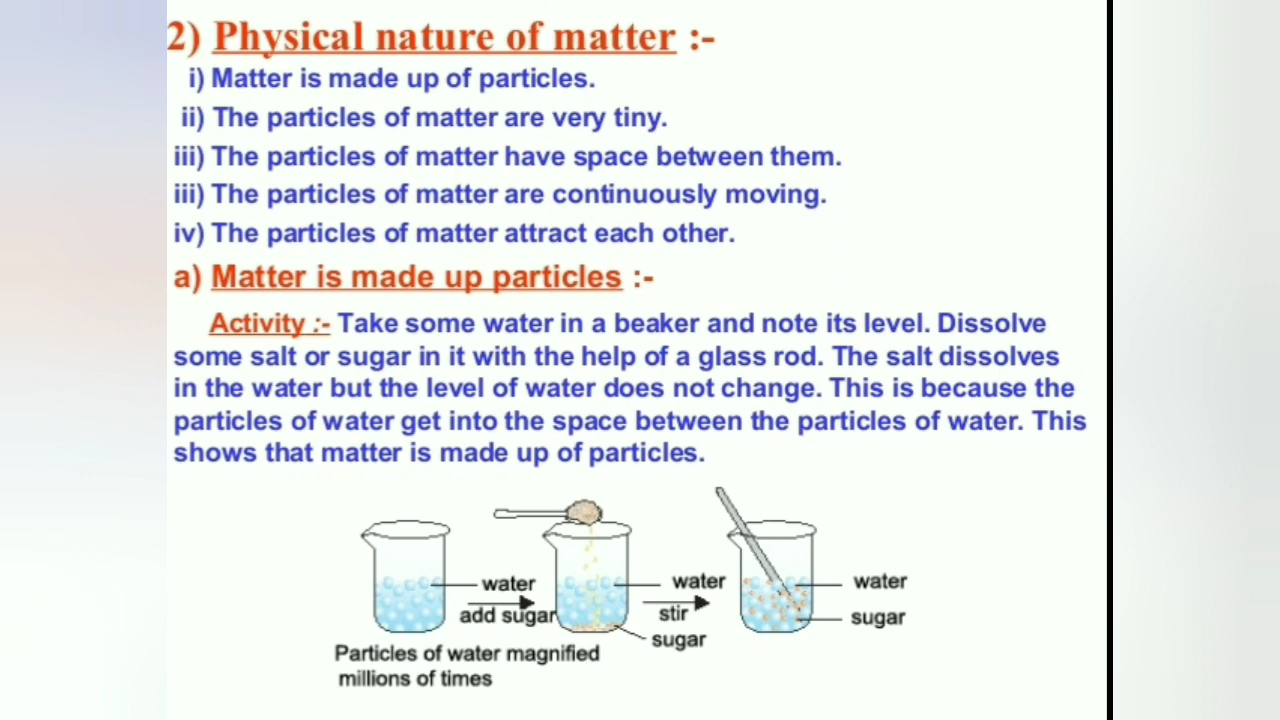 2) Physical nature of matter :-
i) Matter is made up of particles.
ii) The particles of matter are very tiny.
iii) The particles of matter have space between them.
iii) The particles of matter are continuously moving.
iv) The particles of matter attract each other.
a) Matter is made up particles :-
Activity :- Take some water in a beaker and note its level. Dissolve
some salt or sugar in it with the help of a glass rod. The salt dissolves
in the water but the level of water does not change. This is because the
particles of water get into the space between the particles of water. This
shows that matter is made up of particles.
water
add sugar
water
stir
sugar
water
sugar
Particles of water magnified
millions of times